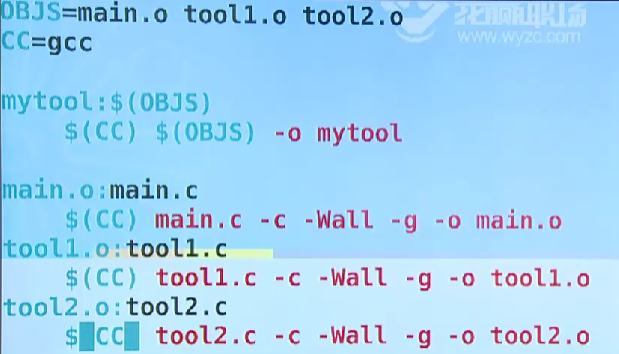 OBJS=main.o tool1.o tool2.o
CC=gcc
www.wyzc.com
mytool:$(OBJS)
$(CC) $(OBJS) -o mytool
main.o:main.c
$(CC) main.c -c -Wall -g -o main.o
tool1.o:tool1.c
$(CC) tool1.c -c -Wall -g -o tool1.o
tool2.o:tool2.c
$(CC) tool2.c -c -Wall -g -o tool2.o